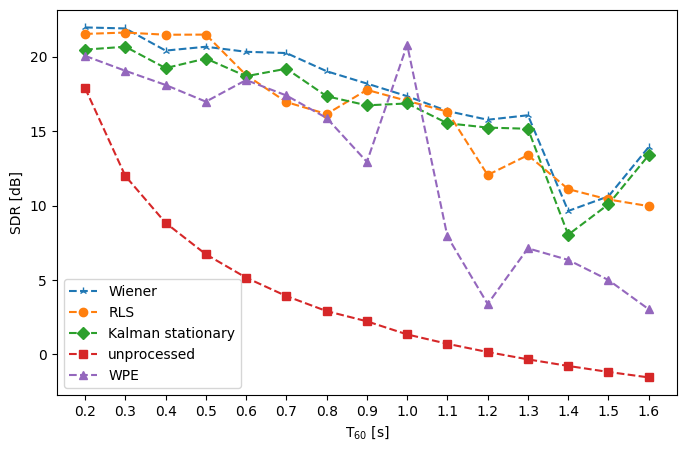 SDR [dB]
20
15
10
5
0
Wiener
RLS
Kalman stationary
unprocessed
WPE
0.2 0.3 0.4 0.5 0.6 0.7 0.8 0.9 1.0 1.1 1.2 1.3 1.4 1.5 1.6
T60 [s]